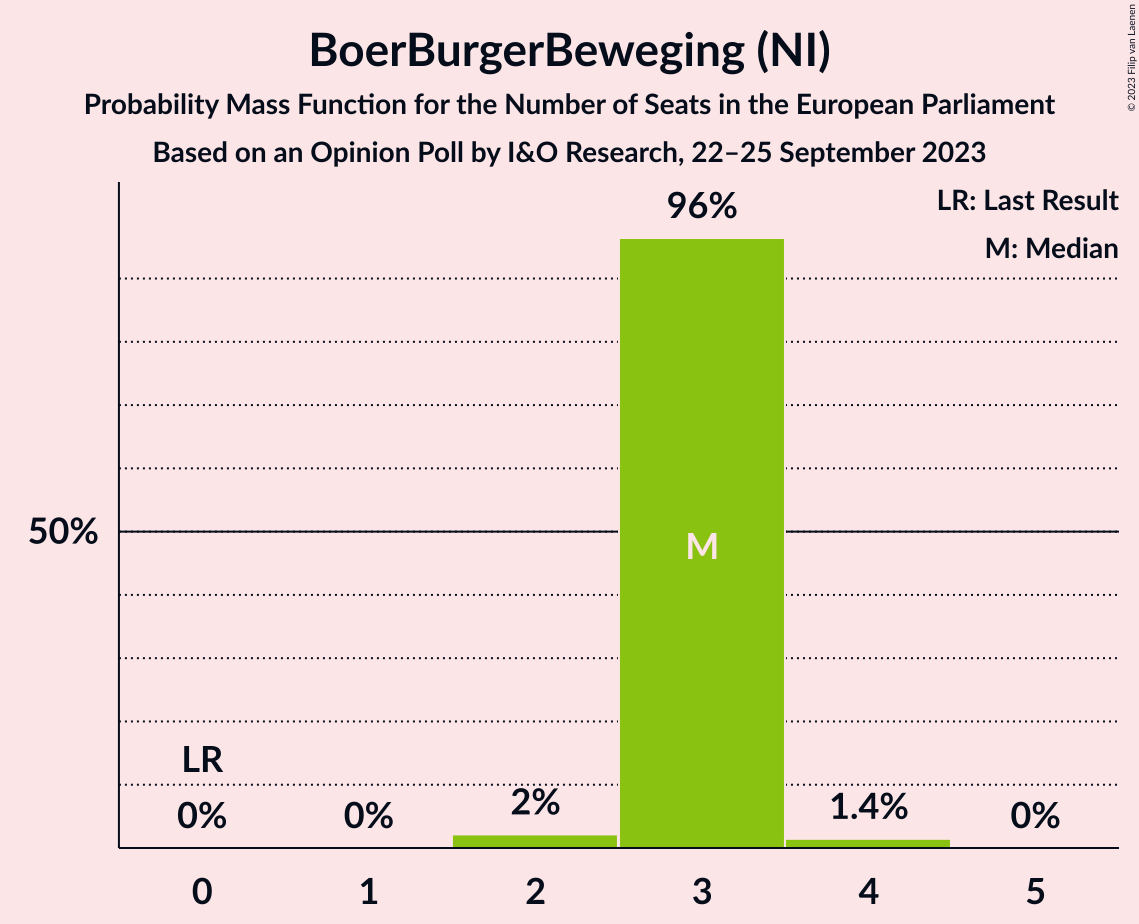 BoerBurgerBeweging (NI)
Probability Mass Function for the Number of Seats in the European Parliament
Based on an Opinion Poll by I&O Research, 22–25 September 2023
© 2023 Filip van Laenen
LR: Last Result
M: Median
96%
50%
M
LR
0%
0%
2%
1.4%
0%
0
1
2
3
4
5